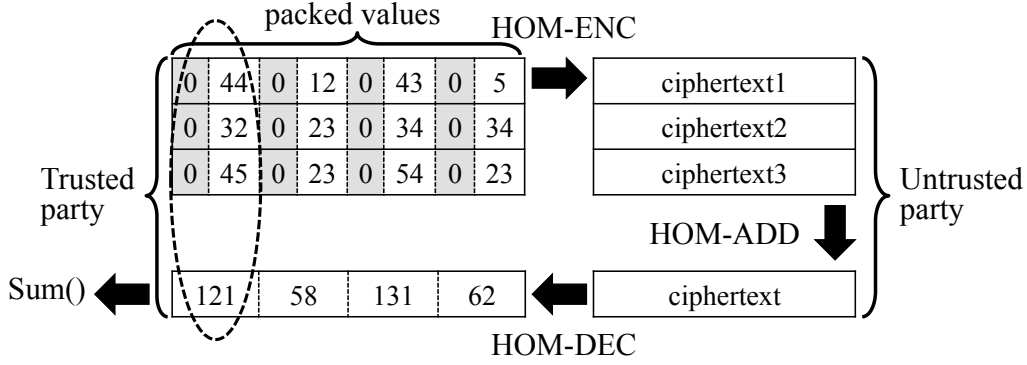 packed values
HOM-ENC
0 44 0 12 0 43 0 5
ciphertext1
0 32 0 23 0 34 0 34
ciphertext2
0 45 0 23 0 54 0 23
ciphertext3
Trusted
party
Untrusted
party
HOM-ADD
Sum()
121 58 131 62
ciphertext
HOM-DEC